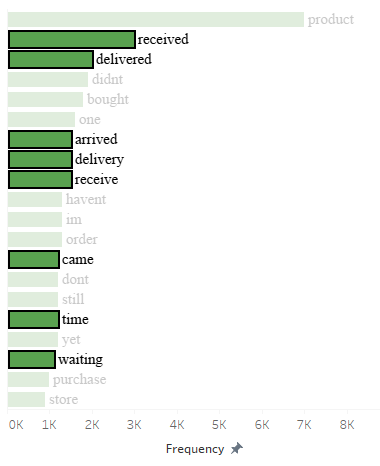 product
received
delivered
didnt
bought
one
arrived
delivery
receive
havent
im
order
came
dont
still
time
yet
waiting
purchase
store
0K 1K 2K 3K 4K 5K 6K 7K 8K
Frequency